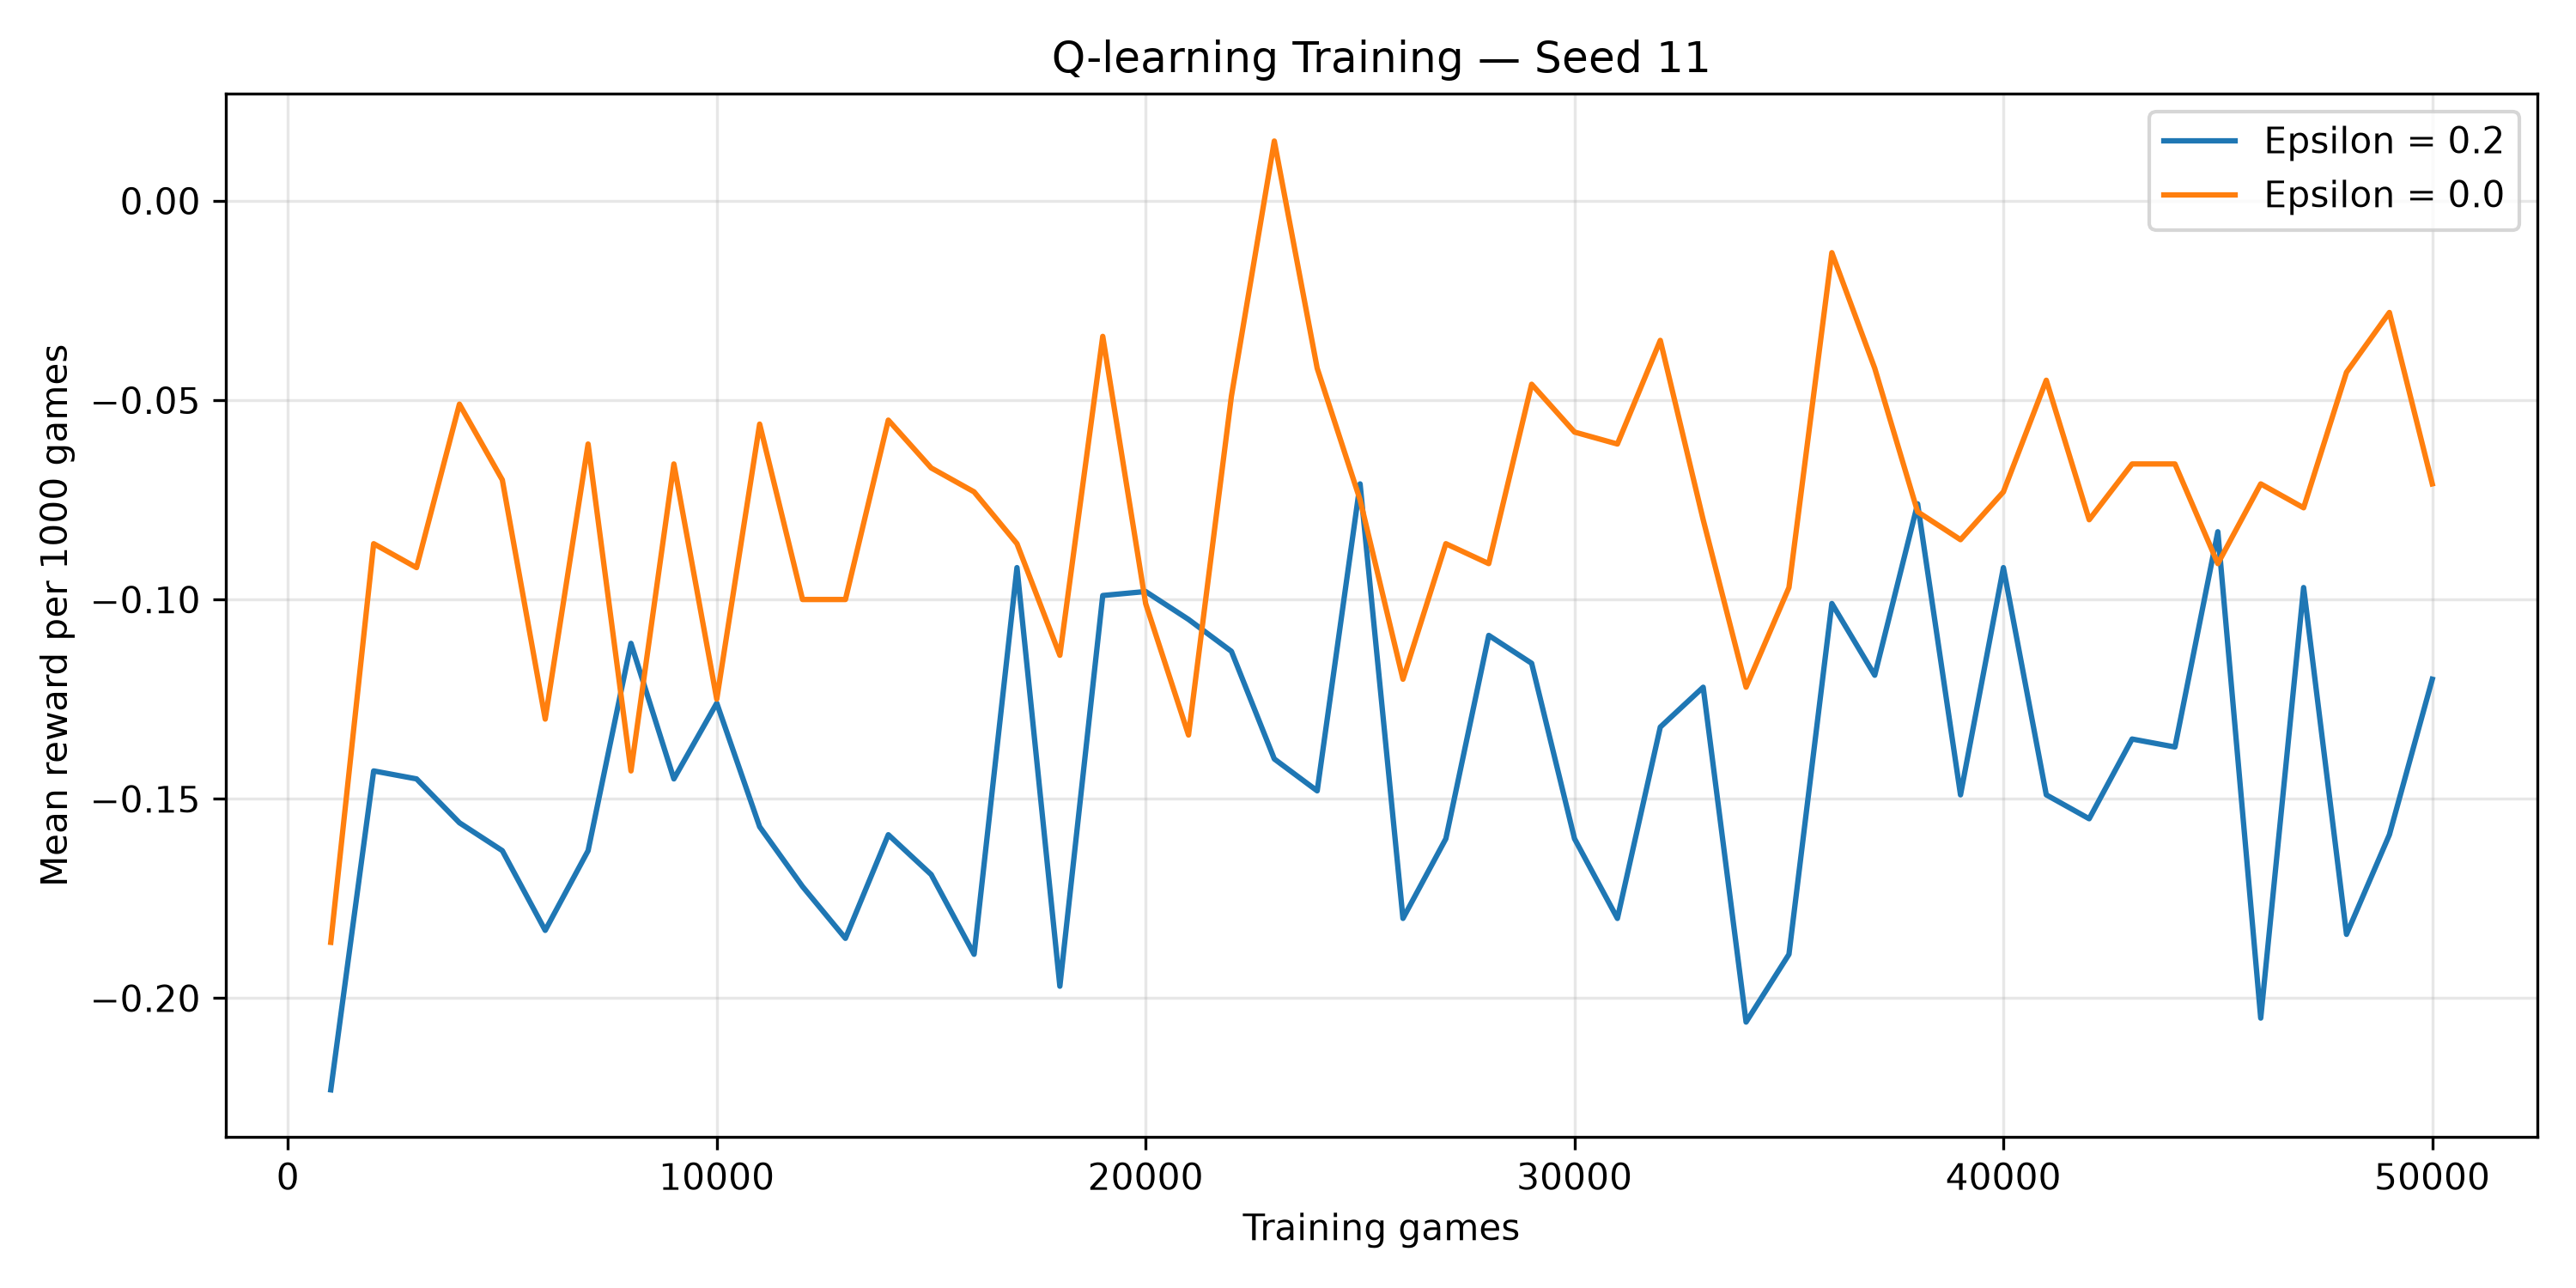 Q-learning Training — Seed 11
Epsilon = 0.2
Epsilon = 0.0
Mean reward per 1000 games
0.00
−0.05
−0.10
−0.15
−0.20
0
10000
20000
30000
40000
50000
Training games